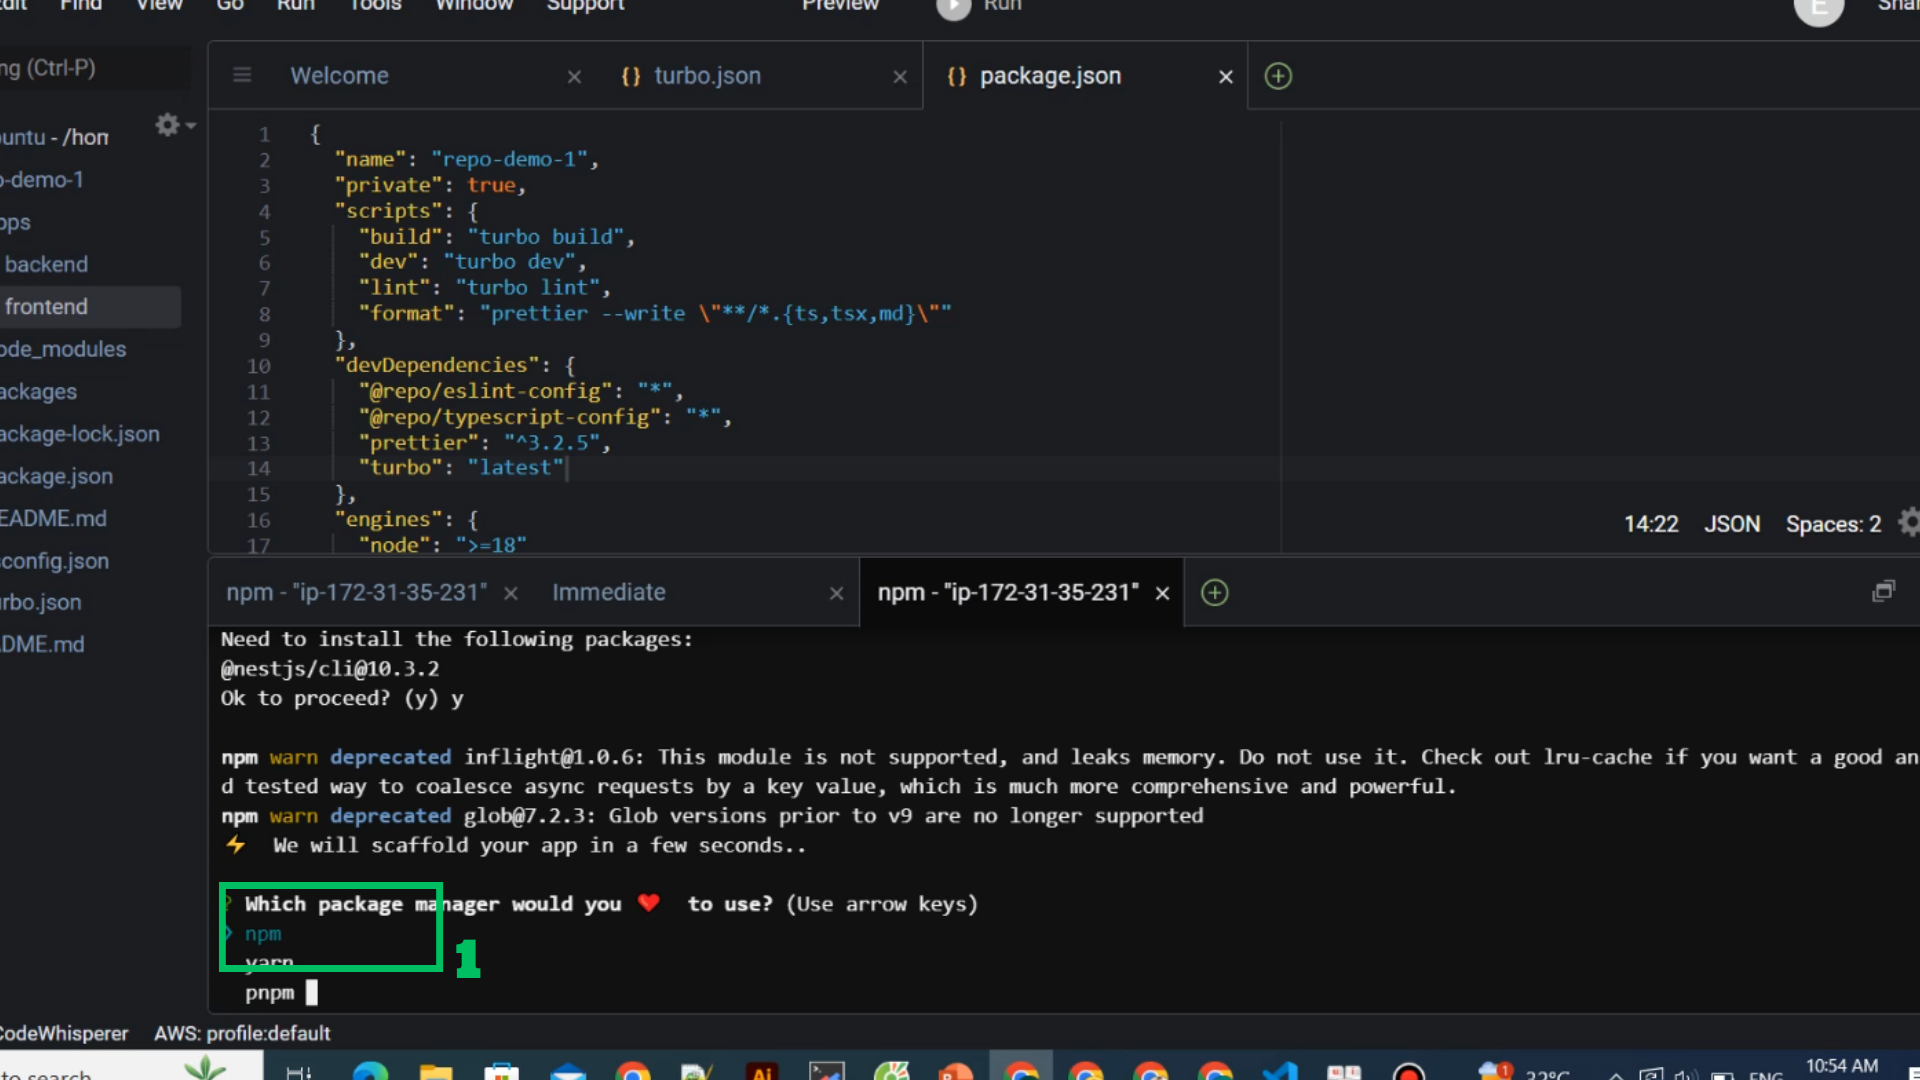 Edit Find View Go Run Tools Window Support Preview Run E
ng (Ctrl-P)
Welcome {} turbo.json {} package.json
untu - /hom
o-demo-1
backend
frontend
ode_modules
ackages
ackage-lock.json
ackage.json
EADME.md
sconfig.json
rbo.json
DME.md
1 {
2 "name": "repo-demo-1",
3 "private": true,
4 "scripts": {
5 "build": "turbo build",
6 "dev": "turbo dev",
7 "lint": "turbo lint",
8 "format": "prettier --write \"**/*.{ts,tsx,md}\""
9 },
10 "devDependencies": {
11 "@repo/eslint-config": "*",
12 "@repo/typescript-config": "*",
13 "prettier": "^3.2.5",
14 "turbo": "latest"
15 },
16 "engines": {
17 "node": ">=18"
14:22 JSON Spaces: 2
npm - "ip-172-31-35-231" Immediate npm - "ip-172-31-35-231"
Need to install the following packages:
@nestjs/cli@10.3.2
Ok to proceed? (y) y
npm warn deprecated inflight@1.0.6: This module is not supported, and leaks memory. Do not use it. Check out lru-cache if you want a good an
d tested way to coalesce async requests by a key value, which is much more comprehensive and powerful.
npm warn deprecated glob@7.2.3: Glob versions prior to v9 are no longer supported
⚡ We will scaffold your app in a few seconds..
? Which package manager would you ❤ to use? (Use arrow keys)
❯ npm
yarn
pnpm
1
CodeWhisperer AWS: profile:default
to search
Ai
1
32°C
ENG
10:54 AM